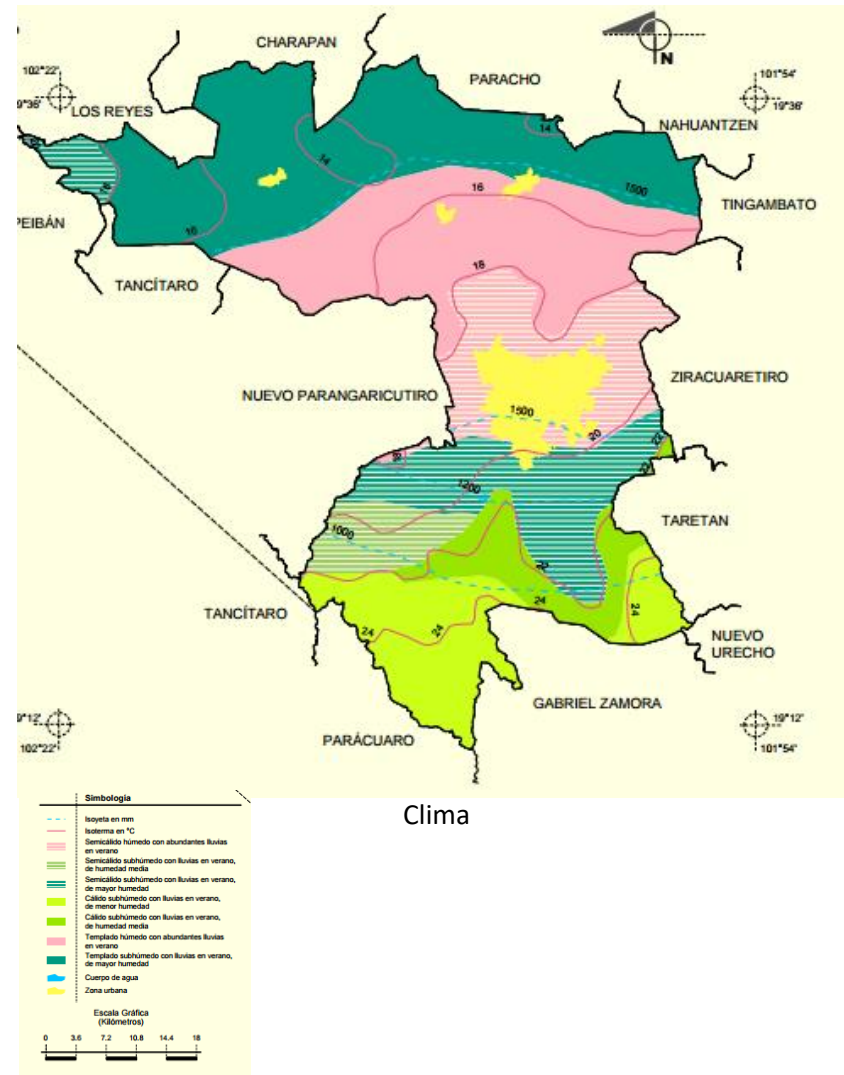 CHARAPAN
N
PARACHO
102°22'
101°54'
19°36'
LOS REYES
NAHUANTZEN
14
14
1500
16
16
16
TINGAMBATO
TANCÍTARO
18
ZIRACUARETIRO
NUEVO PARANGARICUTIRO
1500
20
22
18
22
1200
TARETAN
1000
22
24
24
TANCÍTARO
24
24
NUEVO
URECHO
GABRIEL ZAMORA
PARÁCUARO
19°12'
102°22'
101°54'
Simbología
Isoyeta en mm
Isoterma en °C
Semicálido húmedo con abundantes lluvias
en verano
Semicálido subhúmedo con lluvias en verano,
de humedad media
Semicálido subhúmedo con lluvias en verano,
de mayor humedad
Cálido subhúmedo con lluvias en verano,
de menor humedad
Cálido subhúmedo con lluvias en verano,
de humedad media
Templado húmedo con abundantes lluvias
en verano
Templado subhúmedo con lluvias en verano,
de mayor humedad
Cuerpo de agua
Zona urbana
Escala Gráfica
(Kilómetros)
0 3.6 7.2 10.8 14.4 18
Clima